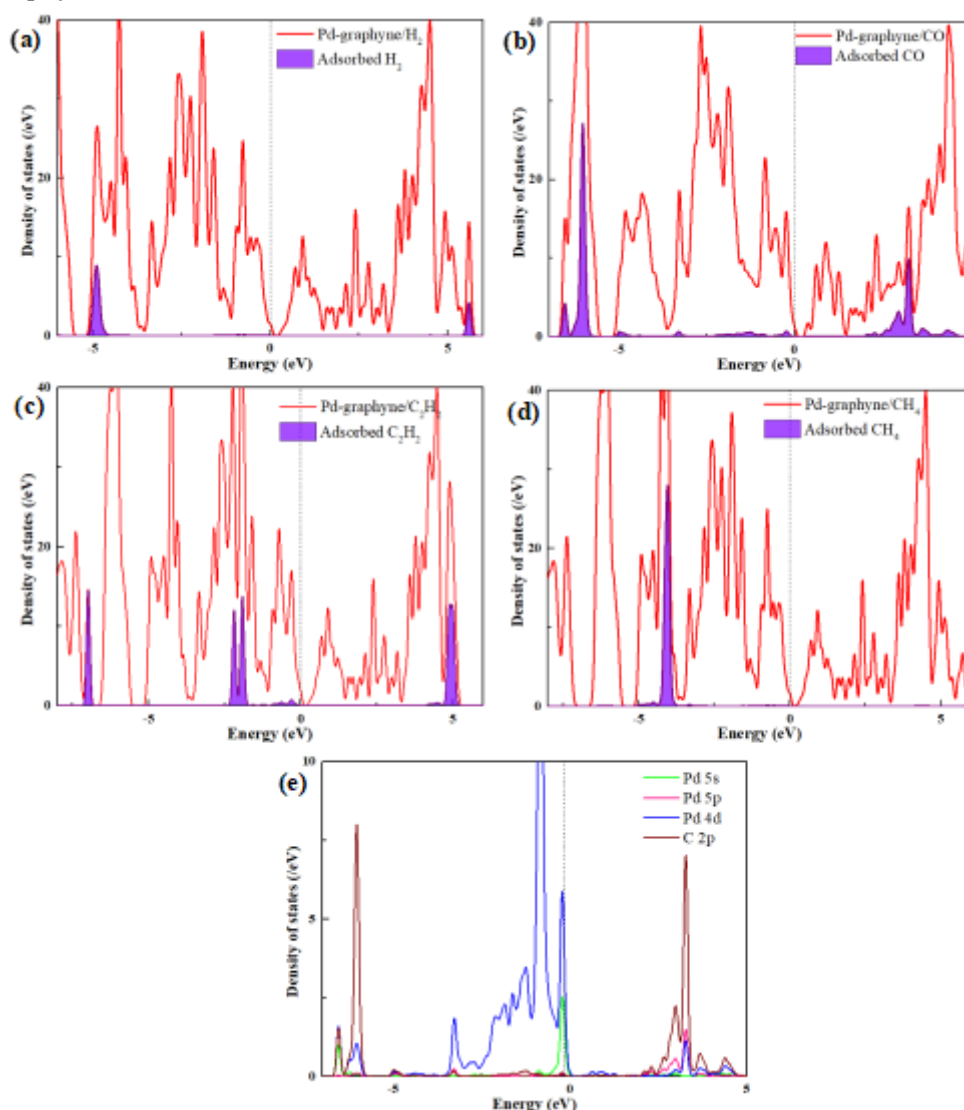 (a)
Pd-graphyne/H₂
Adsorbed H₂
Density of states (/eV)
40
20
0
-5
0
5
Energy (eV)
(b)
Pd-graphyne/CO
Adsorbed CO
Density of states (/eV)
40
20
0
-5
0
5
Energy (eV)
(c)
Pd-graphyne/C₂H₂
Adsorbed C₂H₂
Density of states (/eV)
40
20
0
-5
0
5
Energy (eV)
(d)
Pd-graphyne/CH₄
Adsorbed CH₄
Density of states (/eV)
40
20
0
-5
0
5
Energy (eV)
(e)
Pd 5s
Pd 5p
Pd 4d
C 2p
Density of states (/eV)
10
5
0
-5
0
5
Energy (eV)